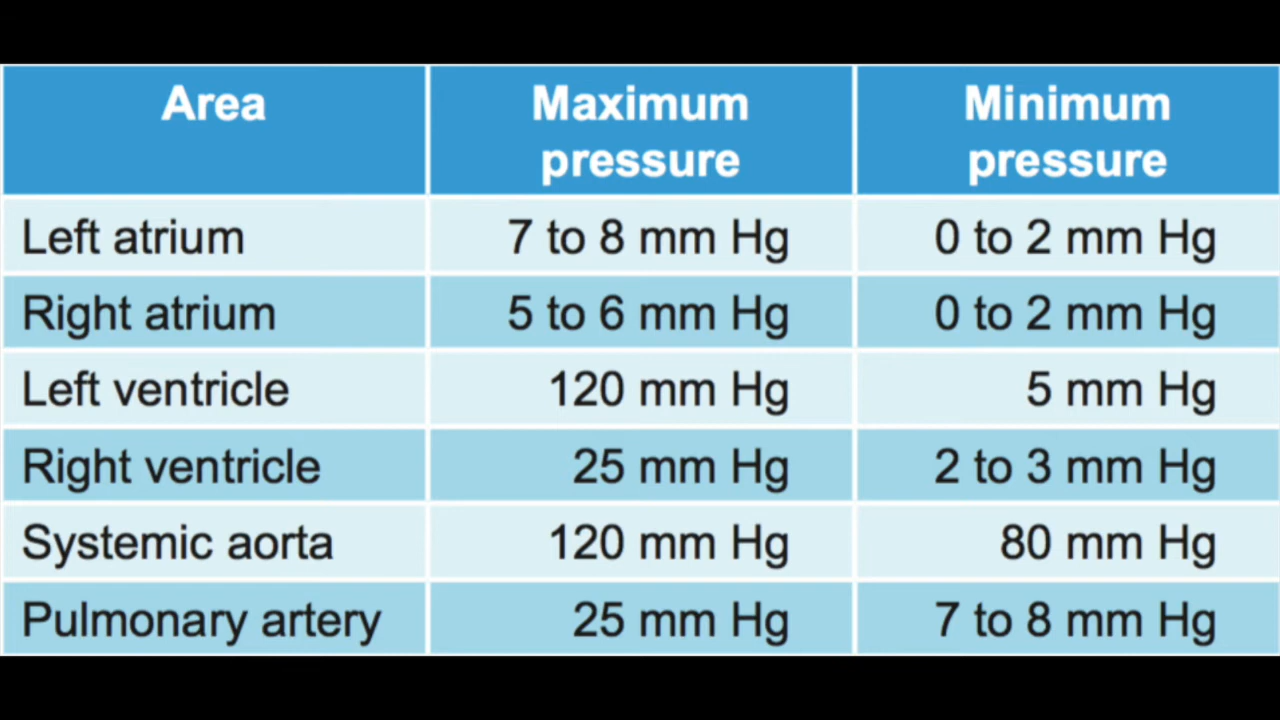 Area Maximum pressure Minimum pressure
Left atrium 7 to 8 mm Hg 0 to 2 mm Hg
Right atrium 5 to 6 mm Hg 0 to 2 mm Hg
Left ventricle 120 mm Hg 5 mm Hg
Right ventricle 25 mm Hg 2 to 3 mm Hg
Systemic aorta 120 mm Hg 80 mm Hg
Pulmonary artery 25 mm Hg 7 to 8 mm Hg